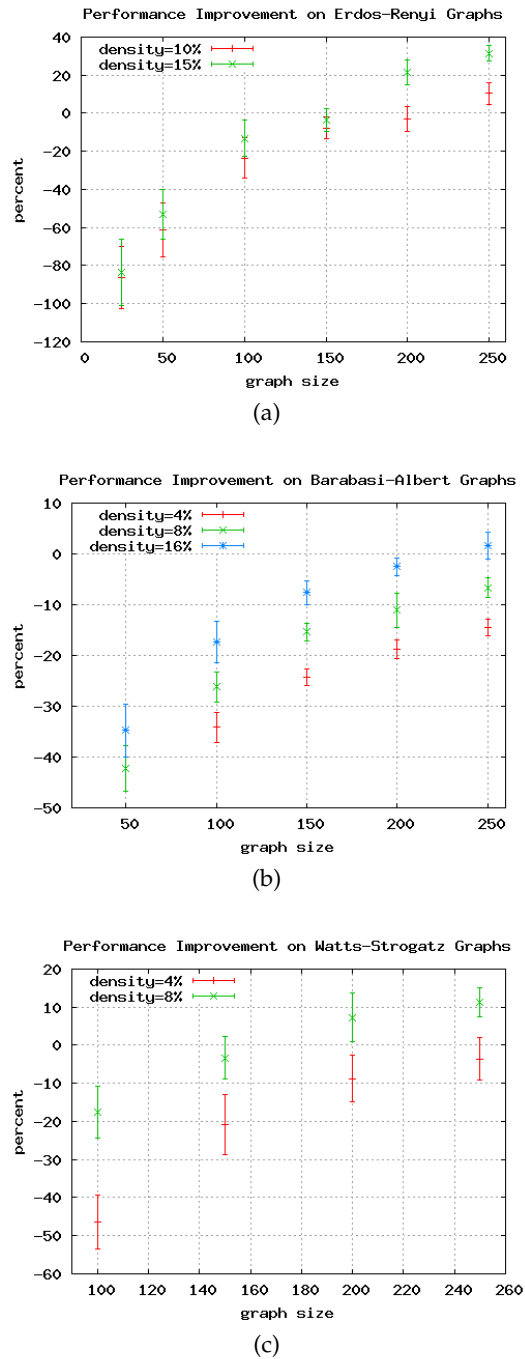 Performance Improvement on Erdos-Renyi Graphs
40
density=10%
density=15%
20
0
-20
-40
-60
-80
-100
-120
percent
0 50 100 150 200 250
graph size
(a)
Performance Improvement on Barabasi-Albert Graphs
10
density=4%
density=8%
density=16%
0
-10
-20
-30
-40
-50
percent
50 100 150 200 250
graph size
(b)
Performance Improvement on Watts-Strogatz Graphs
20
density=4%
density=8%
10
0
-10
-20
-30
-40
-50
-60
percent
100 120 140 160 180 200 220 240 260
graph size
(c)